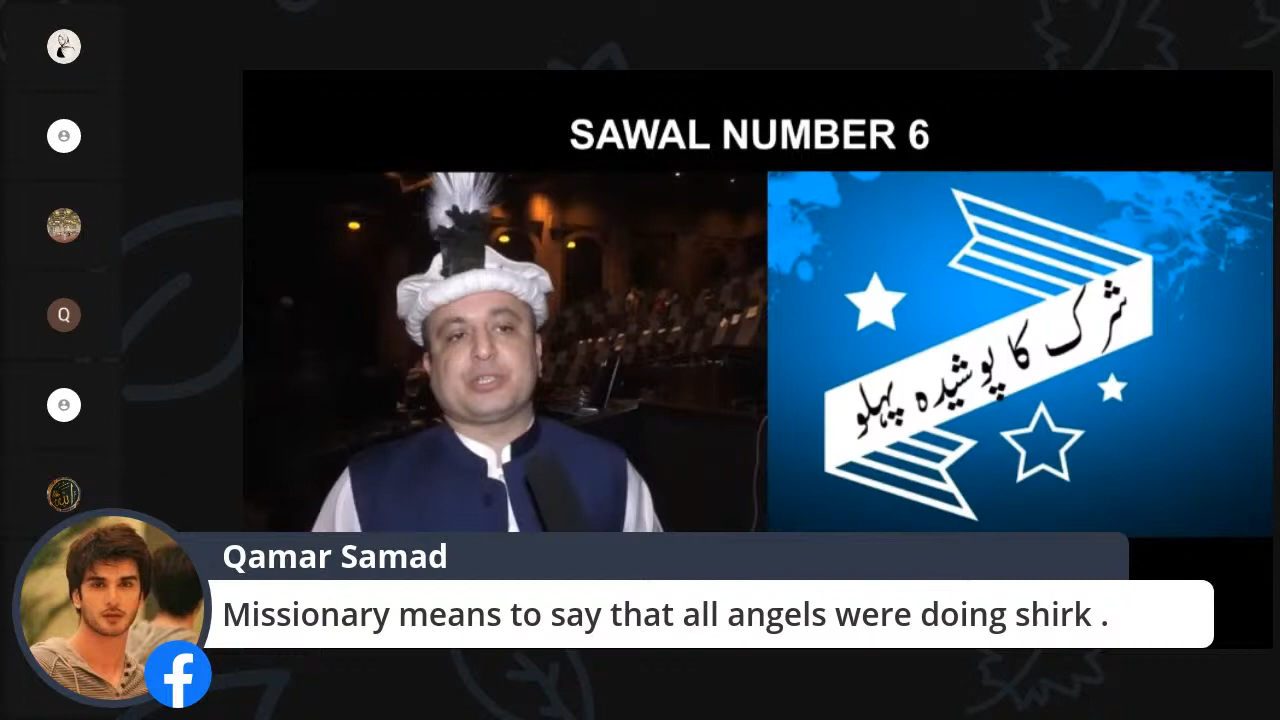 SAWAL NUMBER 6
شرک کا پوشیدہ پہلو
Q
Qamar Samad
Missionary means to say that all angels were doing shirk .